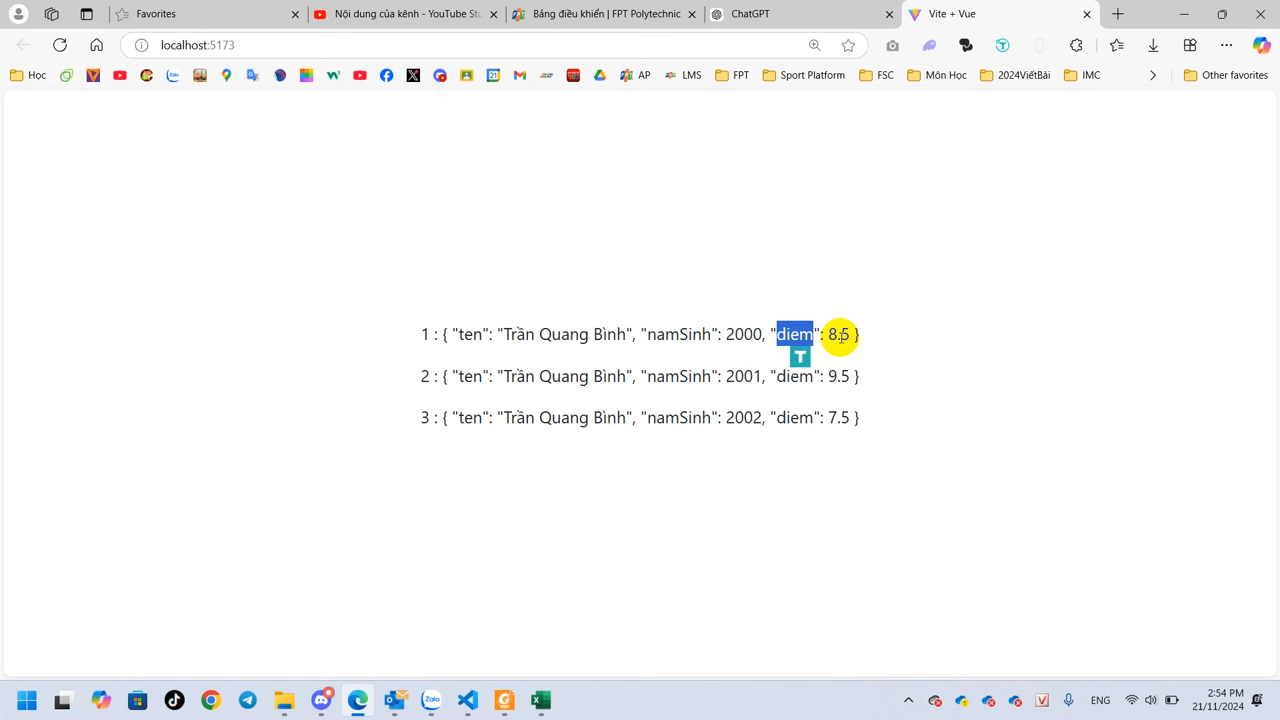 Favorites
Nội dung của kênh - YouTube Stu
Bảng điều khiển | FPT Polytechnic
ChatGPT
Vite + Vue
localhost:5173
Học
AP
LMS
FPT
Sport Platform
FSC
Môn Học
2024ViếtBài
IMC
Other favorites
1 : { "ten": "Trần Quang Bình", "namSinh": 2000, "diem": 8.5 }
T
2 : { "ten": "Trần Quang Bình", "namSinh": 2001, "diem": 9.5 }
3 : { "ten": "Trần Quang Bình", "namSinh": 2002, "diem": 7.5 }
ENG
2:54 PM
21/11/2024